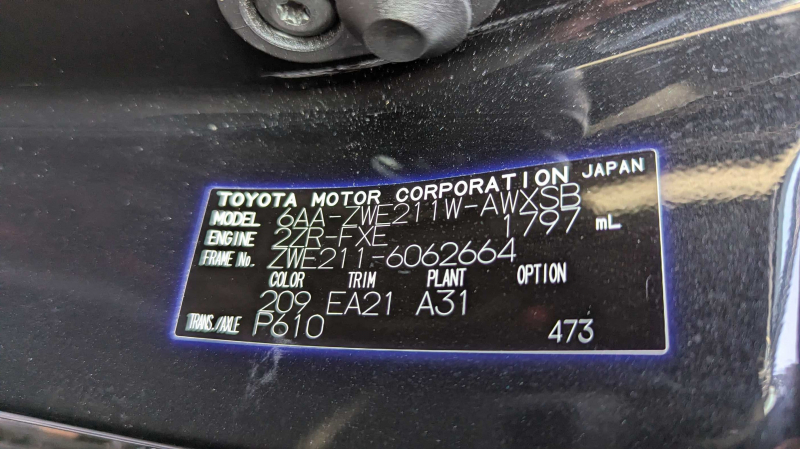 TOYOTA MOTOR CORPORATION JAPAN
MODEL 6AA-ZWE211W-AWXSB
ENGINE 2ZR-FXE 1797 mL
FRAME No. ZWE211-6062664
COLOR TRIM PLANT OPTION
209 EA21 A31
TRANS./AXLE P610 473